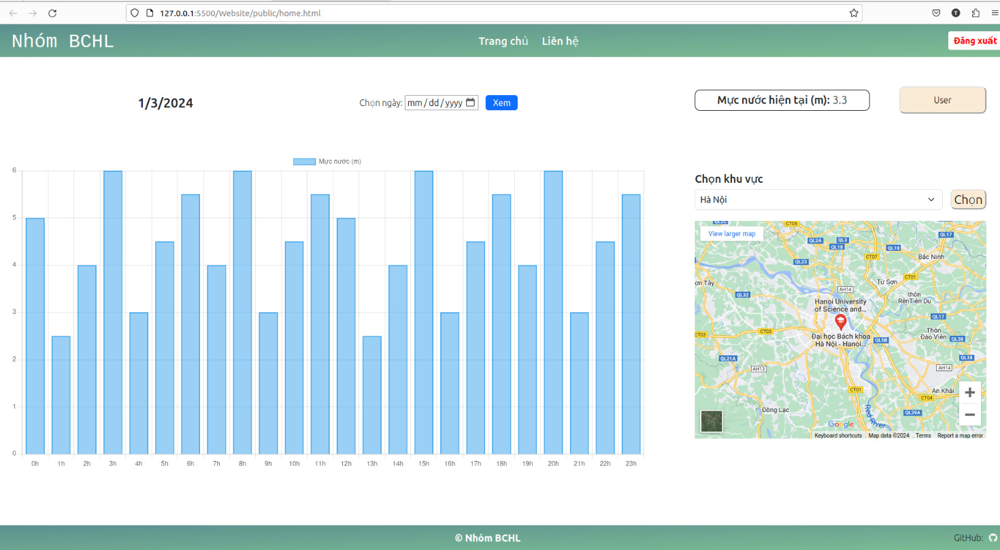 127.0.0.1:5500/Website/public/home.html
T
Nhóm BCHL
Trang chủ Liên hệ
Đăng xuất
1/3/2024
Chọn ngày: mm / dd / yyyy Xem
Mực nước hiện tại (m): 3.3
User
Mực nước (m)
6
5
4
3
2
1
0
0h 1h 2h 3h 4h 5h 6h 7h 8h 9h 10h 11h 12h 13h 14h 15h 16h 17h 18h 19h 20h 21h 22h 23h
Chọn khu vực
Hà Nội
Chọn
View larger map
QL2C
CT05
QL2A
QL3
QL18
QL18
QL17
CT07
QL23
Bắc Ninh
ơn Tây
Từ Sơn
CT01
QL32
AH14
thôn
RênTiên Du
Hanoi University
of Science and...
QL17
Thôn
Đào Viên
QL38
CT03
CT03
Đại học Bách khoa
Hà Nội - Hanoi...
QL5B
QL21A
QL38
AH13
AH14
CT01
An Khải
CT04
Đồng Lạc
QL39A
Red River
Google
+
−
Keyboard shortcuts Map data ©2024 Terms Report a map error
© Nhóm BCHL
GitHub: